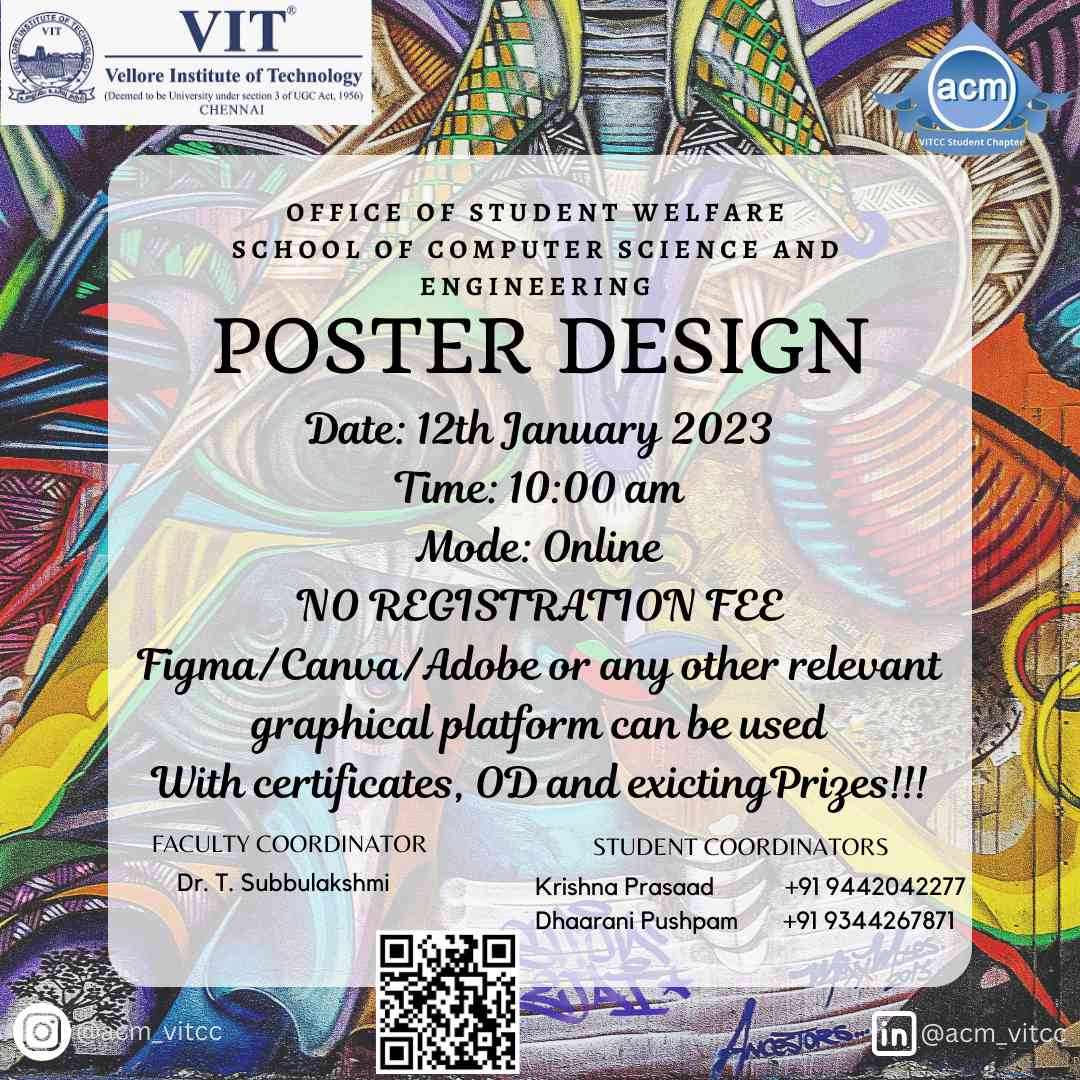 VIT®
Vellore Institute of Technology
(Deemed to be University under section 3 of UGC Act, 1956)
CHENNAI
VIT
acm
VITCC Student Chapter
OFFICE OF STUDENT WELFARE
SCHOOL OF COMPUTER SCIENCE AND
ENGINEERING
POSTER DESIGN
Date: 12th January 2023
Time: 10:00 am
Mode: Online
NO REGISTRATION FEE
Figma/Canva/Adobe or any other relevant
graphical platform can be used
With certificates, OD and exictingPrizes!!!
FACULTY COORDINATOR
Dr. T. Subbulakshmi
STUDENT COORDINATORS
Krishna Prasaad +91 9442042277
Dhaarani Pushpam +91 9344267871
2015
ANCESTORS...
@acm_vitcc
in @acm_vitcc